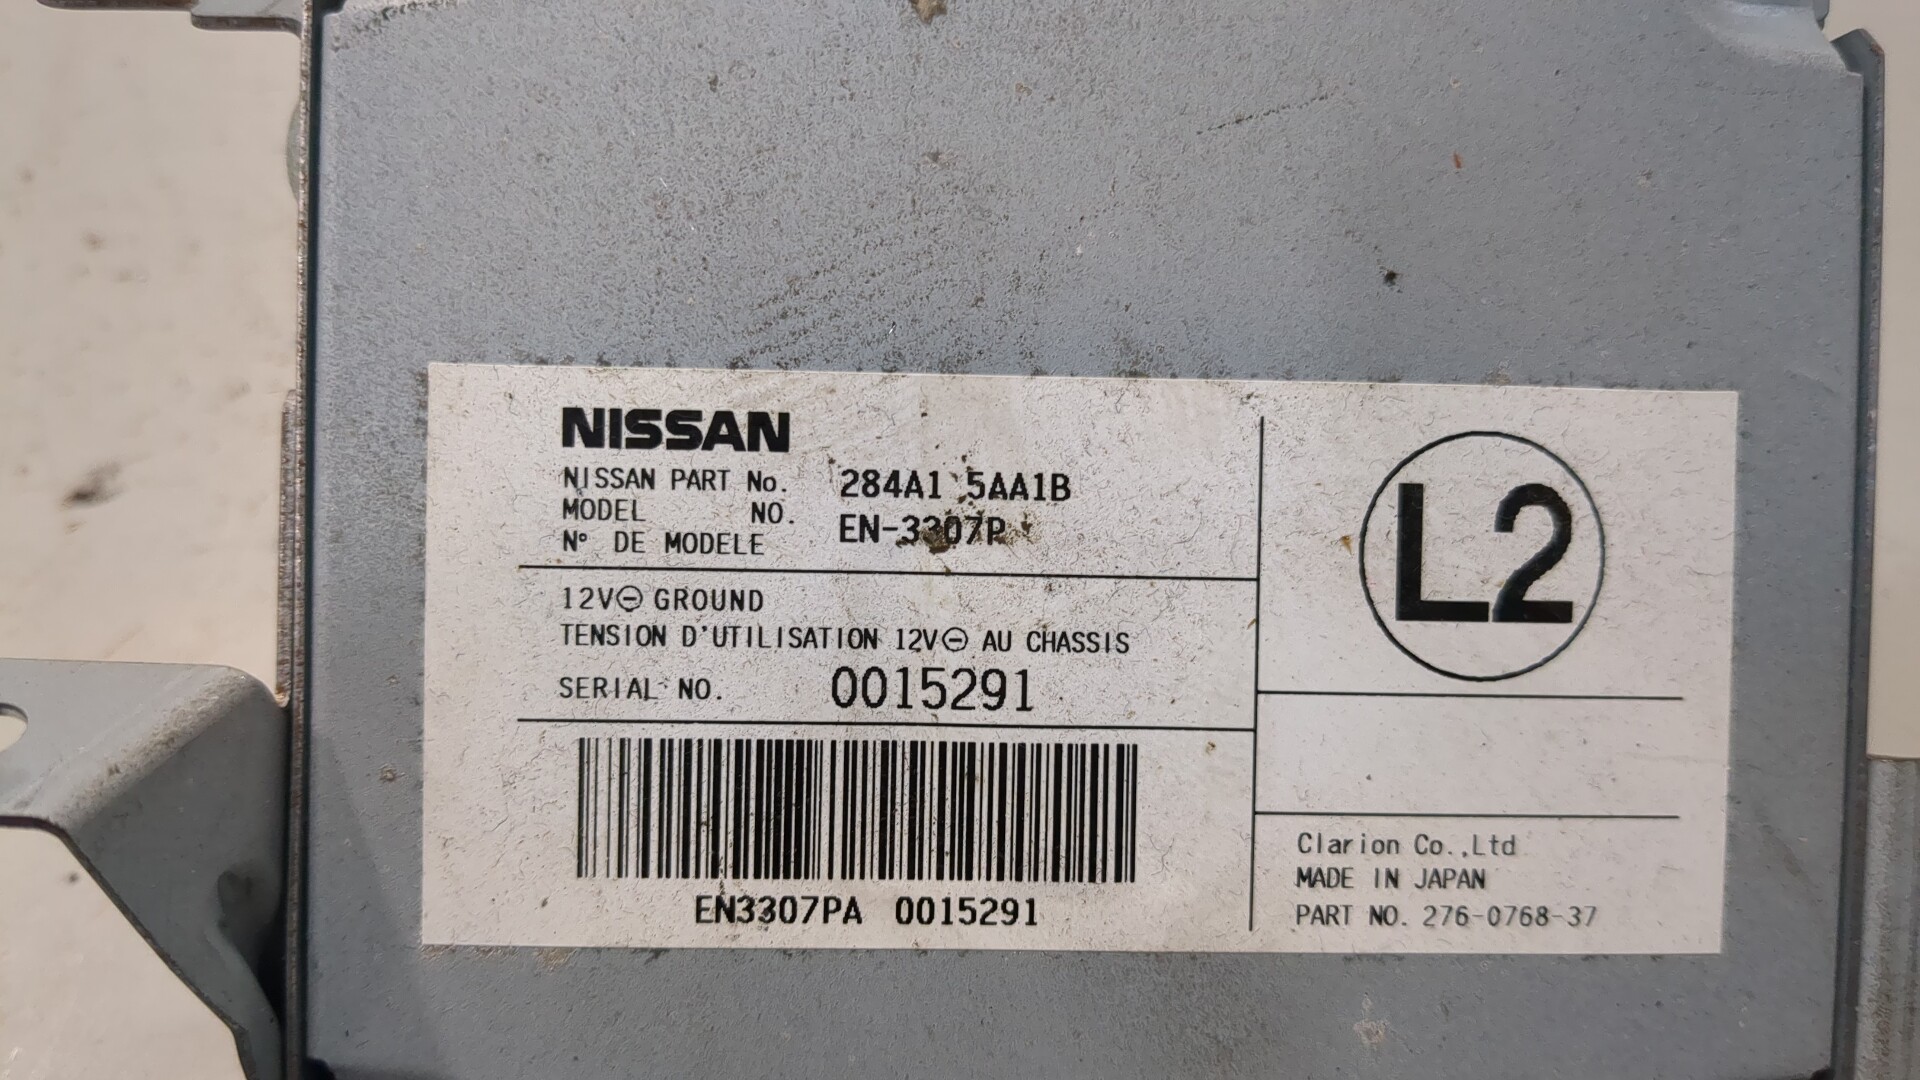 NISSAN
NISSAN PART No. 284A1 5AA1B
MODEL NO. EN-3307P
N° DE MODELE
12V⊖ GROUND
TENSION D'UTILISATION 12V⊖ AU CHASSIS
SERIAL NO. 0015291
EN3307PA 0015291
L2
Clarion Co.,Ltd
MADE IN JAPAN
PART NO. 276-0768-37